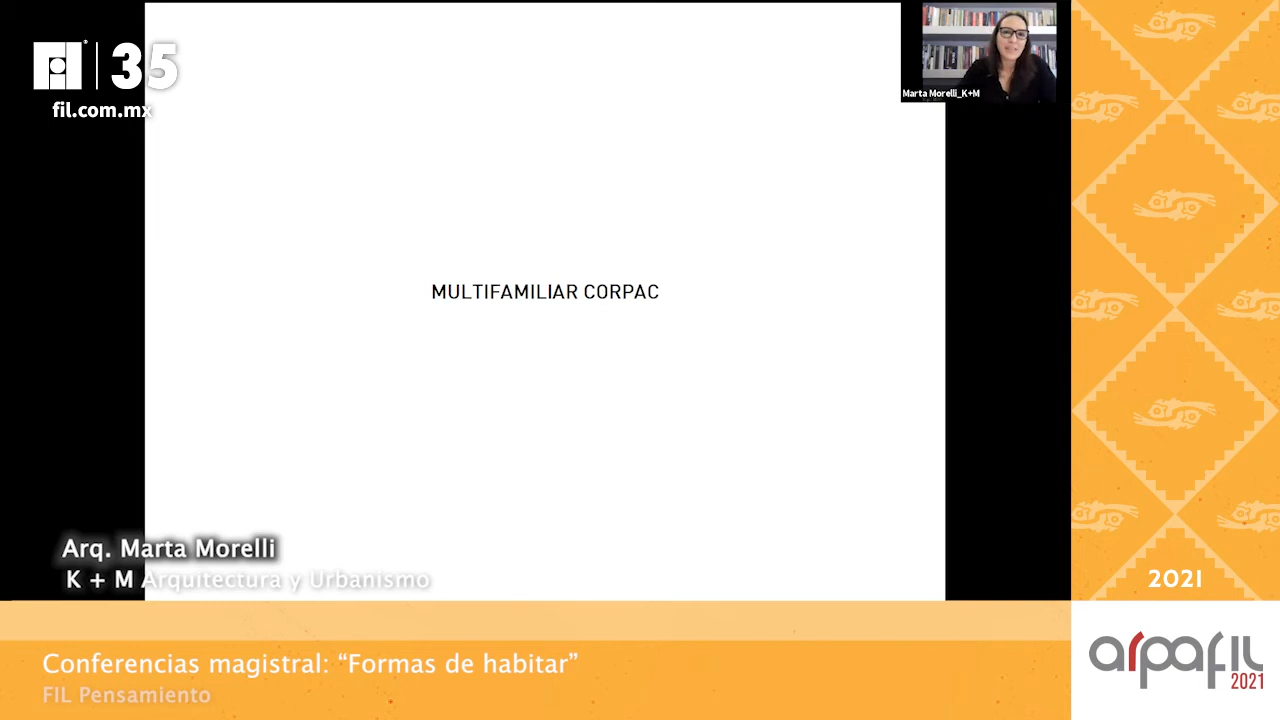 FIL 35
fil.com.mx
Marta Morelli_K+M
MULTIFAMILIAR CORPAC
Arq. Marta Morelli
K + M Arquitectura y Urbanismo
2021
Conferencias magistral: “Formas de habitar”
FIL Pensamiento
arpafil
2021